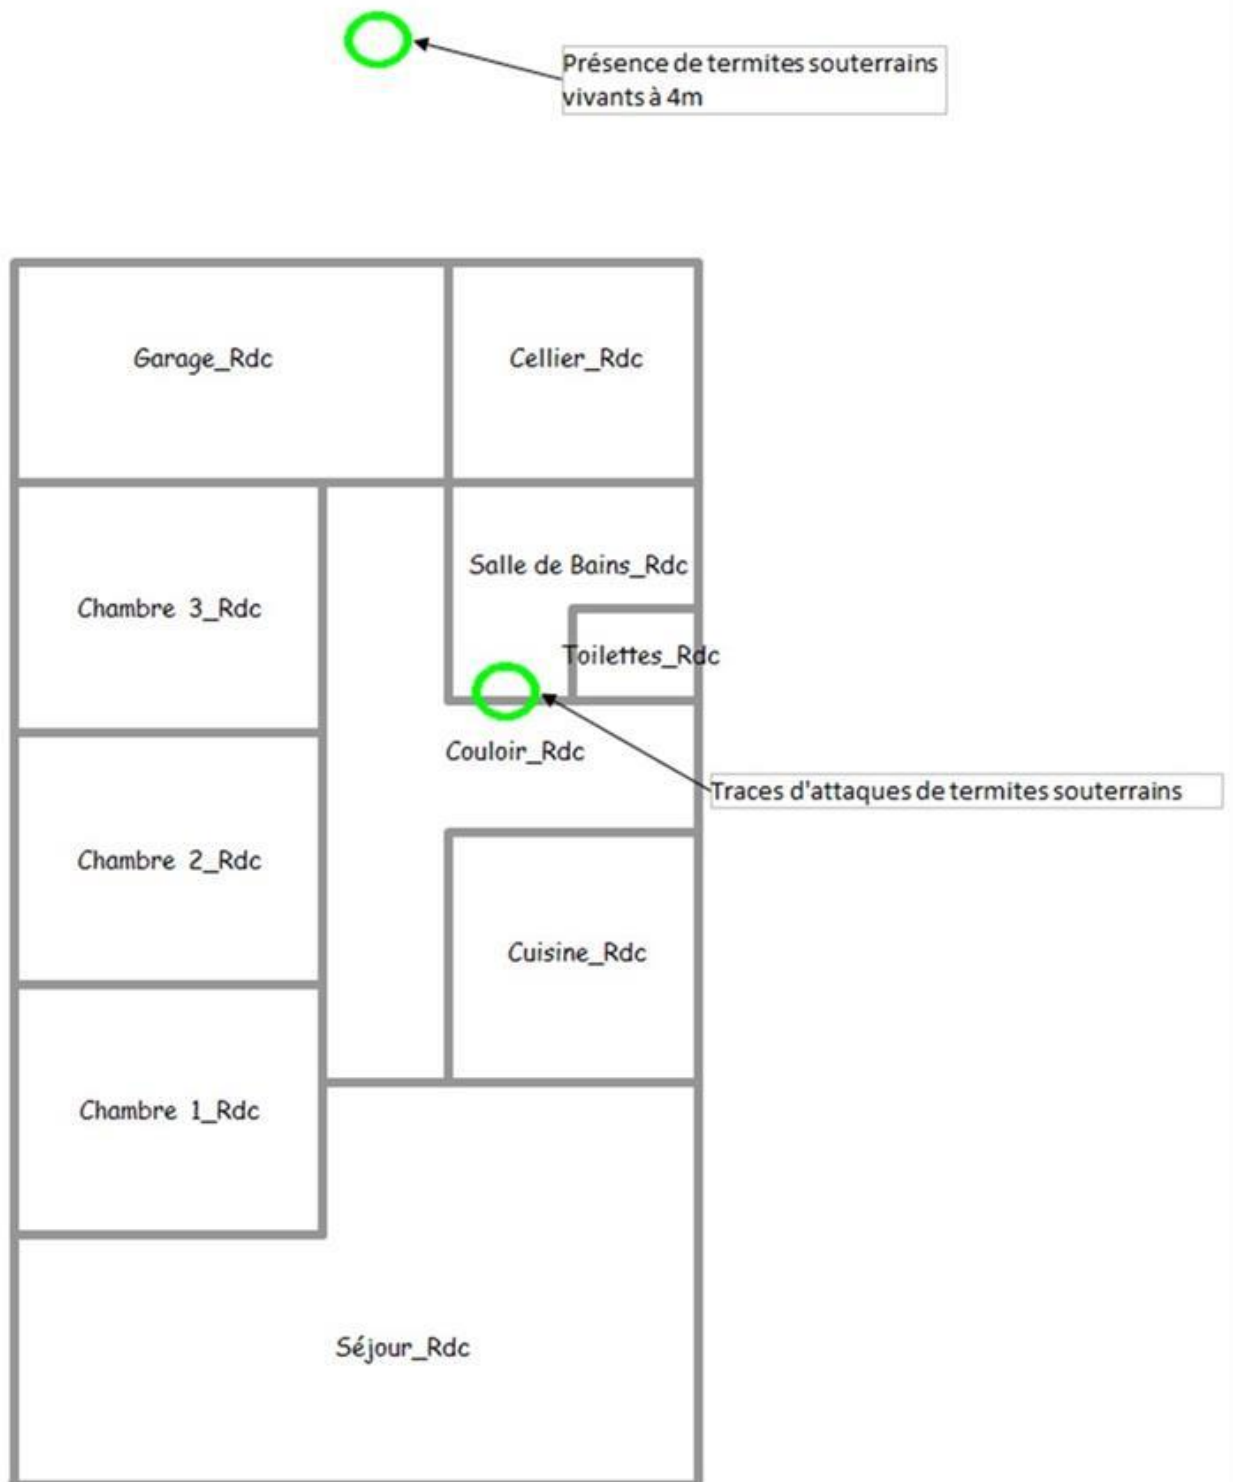 Présence de termites souterrains
vivants à 4m
Garage_Rdc
Cellier_Rdc
Salle de Bains_Rdc
Chambre 3_Rdc
Toilettes_Rdc
Couloir_Rdc
Traces d'attaques de termites souterrains
Chambre 2_Rdc
Cuisine_Rdc
Chambre 1_Rdc
Séjour_Rdc